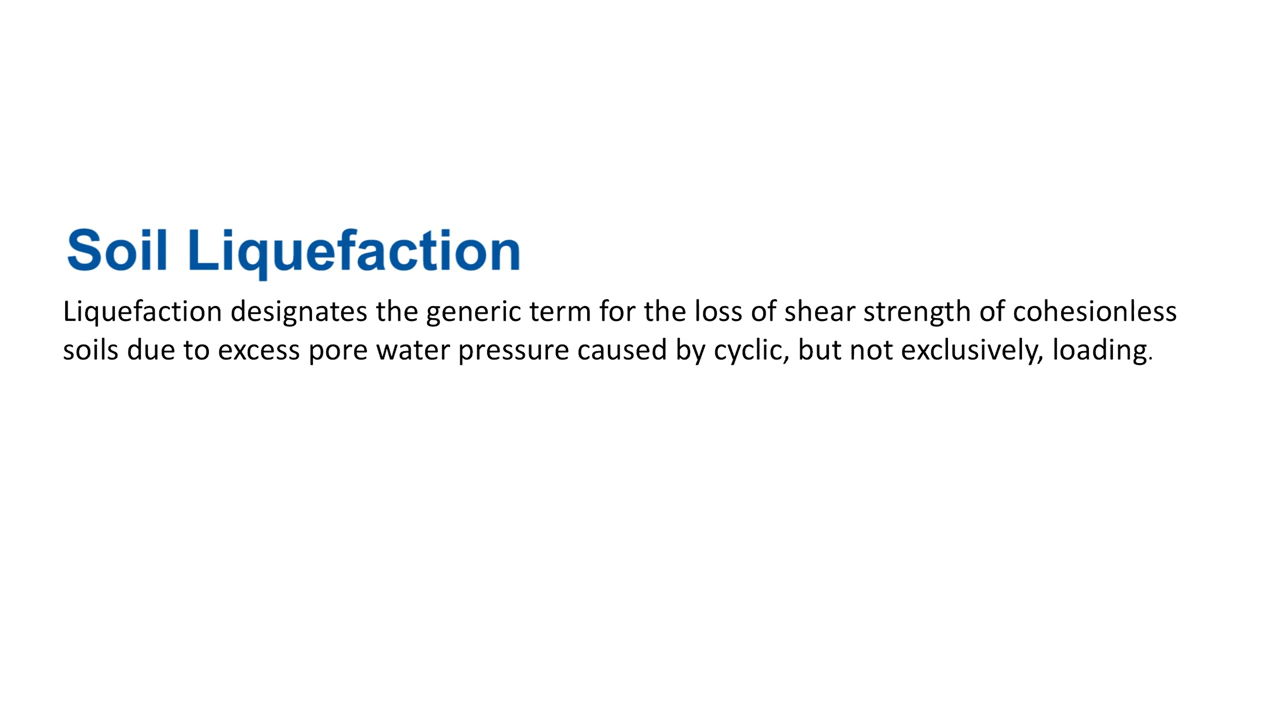 Soil Liquefaction
Liquefaction designates the generic term for the loss of shear strength of cohesionless
soils due to excess pore water pressure caused by cyclic, but not exclusively, loading.